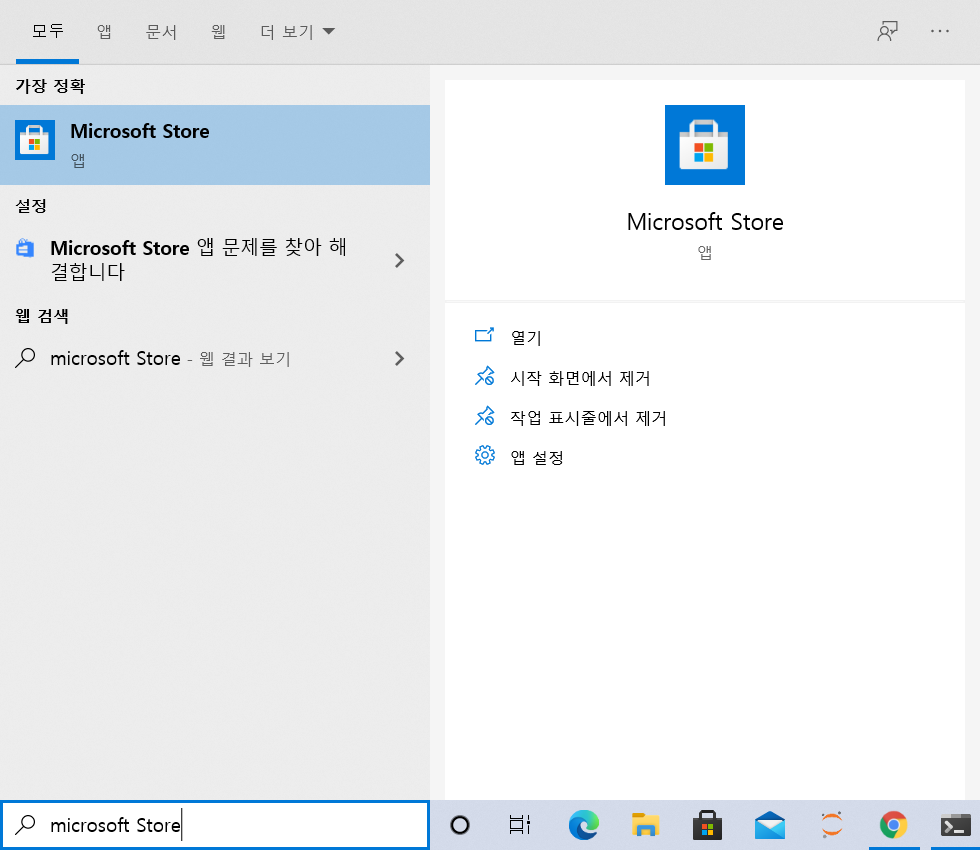 모두 앱 문서 웹 더 보기
가장 정확
Microsoft Store
앱
설정
Microsoft Store 앱 문제를 찾아 해
결합니다
웹 검색
microsoft Store - 웹 결과 보기
Microsoft Store
앱
열기
시작 화면에서 제거
작업 표시줄에서 제거
앱 설정
microsoft Store